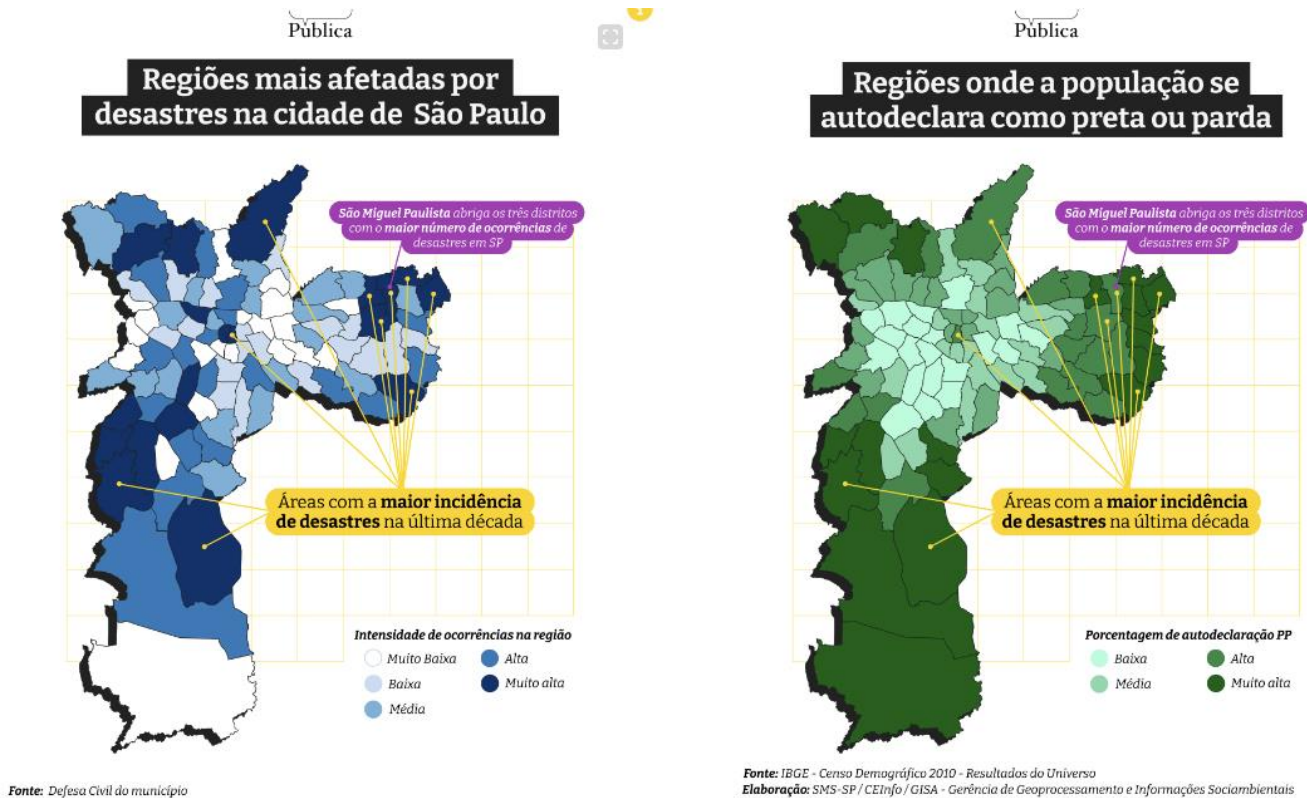 Pública
Regiões mais afetadas por
desastres na cidade de São Paulo
São Miguel Paulista abriga os três distritos
com o maior número de ocorrências de
desastres em SP
Áreas com a maior incidência
de desastres na última década
Intensidade de ocorrências na região
Muito Baixa
Alta
Baixa
Muito alta
Média
Fonte: Defesa Civil do município
Pública
Regiões onde a população se
autodeclara como preta ou parda
São Miguel Paulista abriga os três distritos
com o maior número de ocorrências de
desastres em SP
Áreas com a maior incidência
de desastres na última década
Porcentagem de autodeclaração PP
Baixa
Alta
Média
Muito alta
Fonte: IBGE - Censo Demográfico 2010 - Resultados do Universo
Elaboração: SMS-SP / CEInfo / GISA - Gerência de Geoprocessamento e Informações Sociambientais